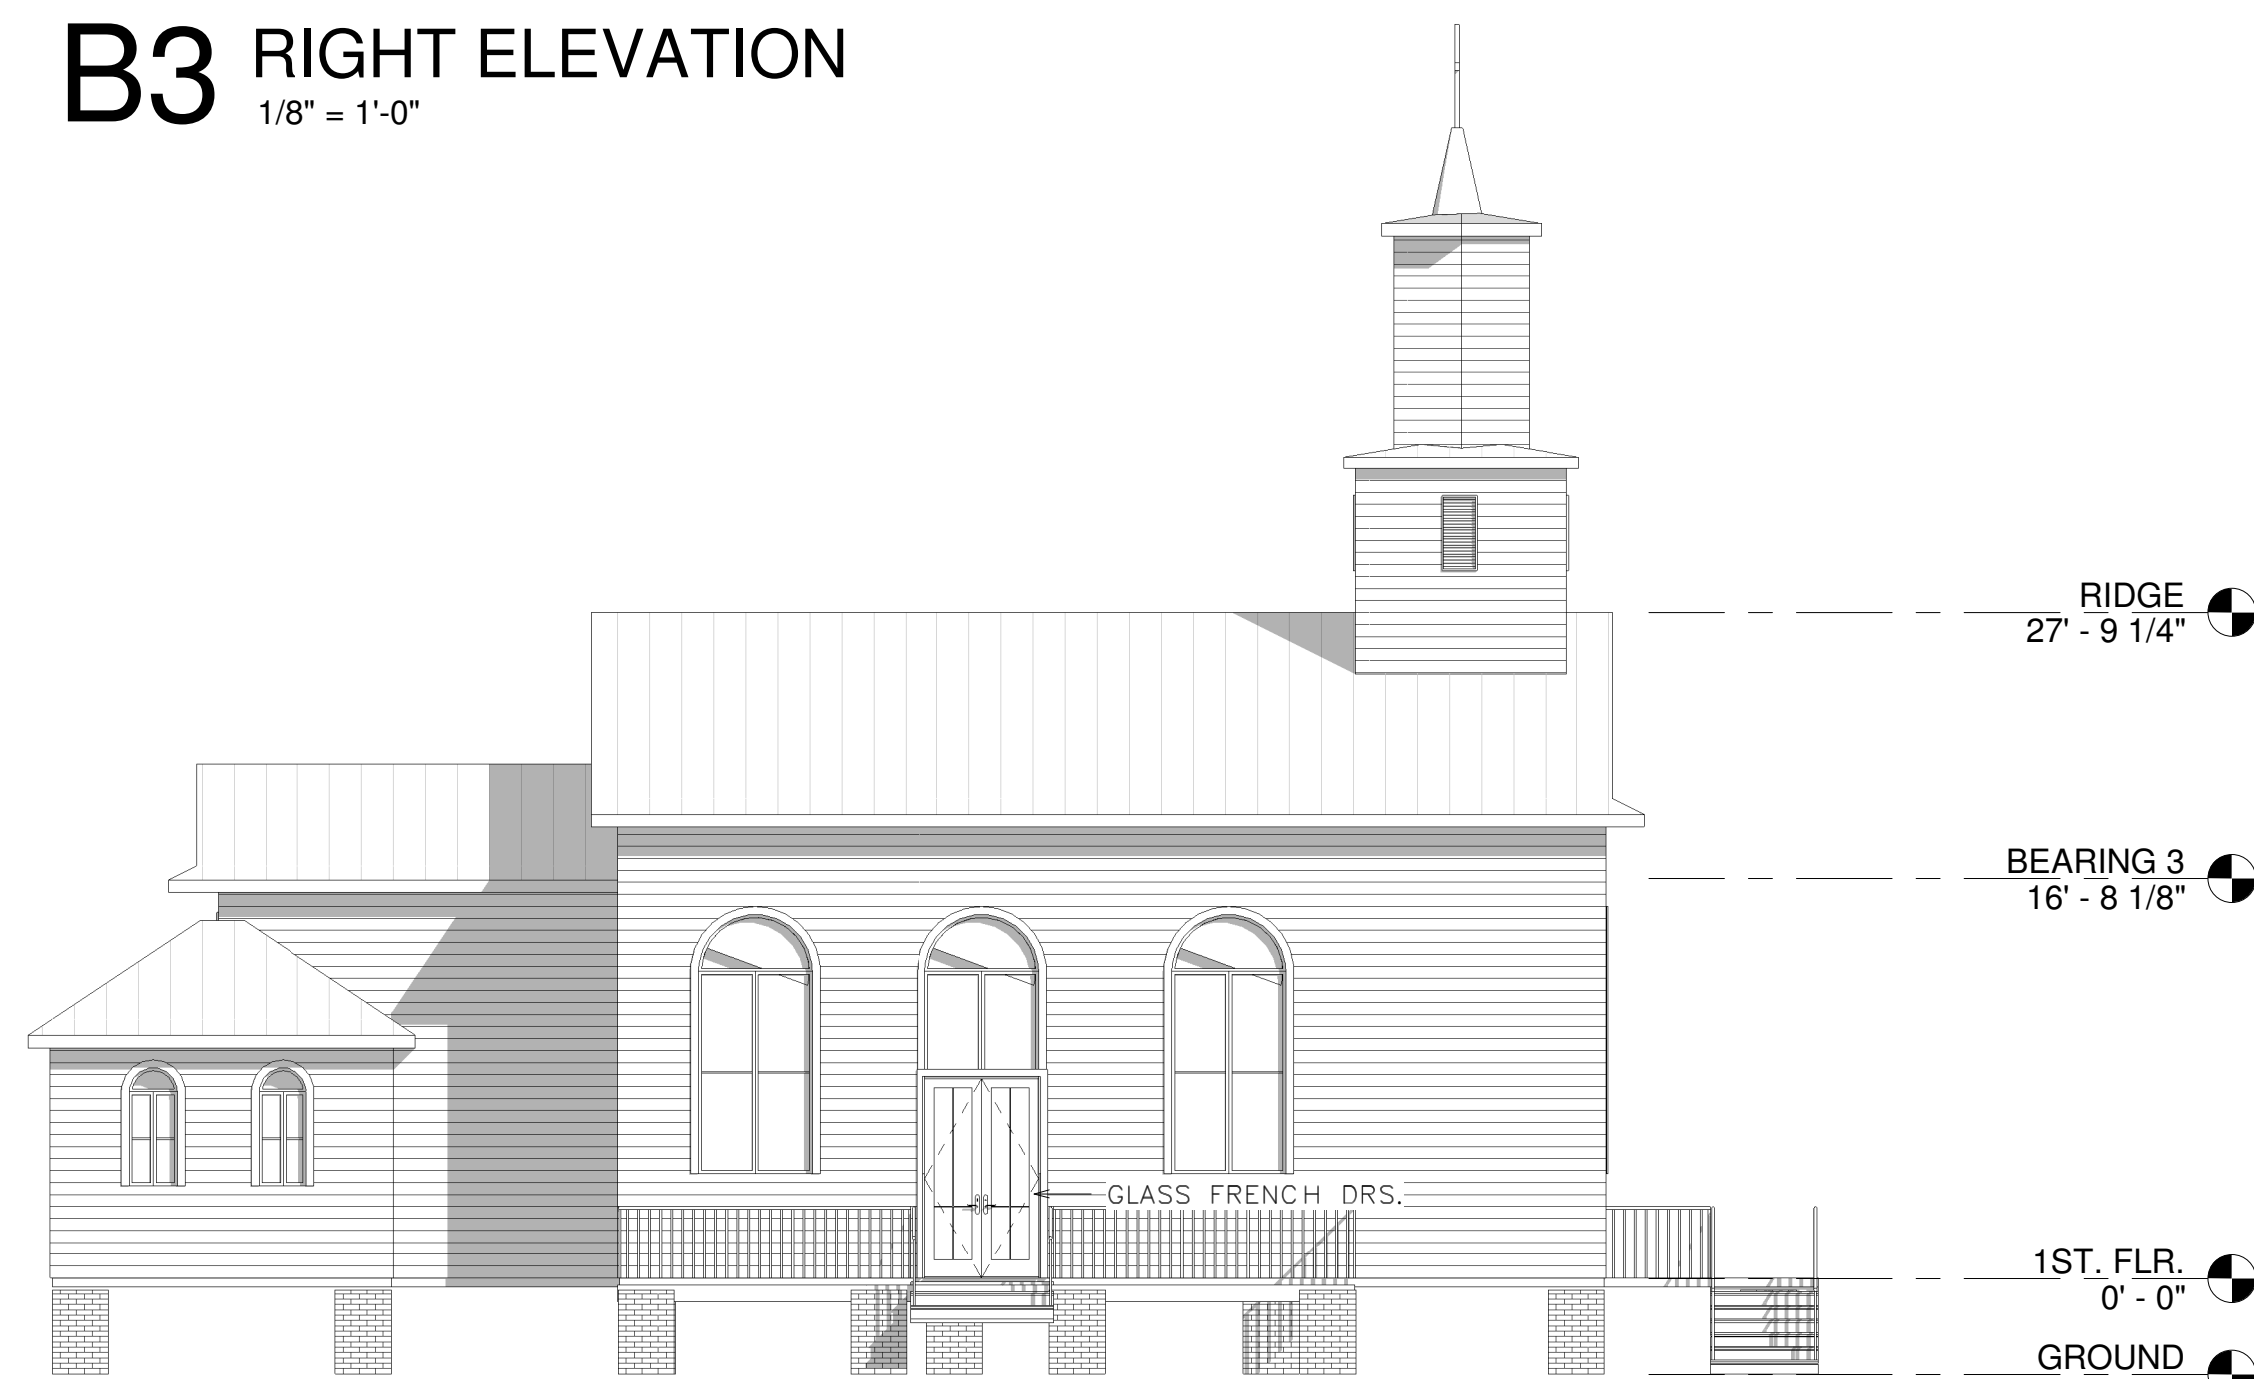 B3 RIGHT ELEVATION
1/8" = 1'-0"
RIDGE
27' - 9 1/4"
BEARING 3
16' - 8 1/8"
GLASS FRENCH DRS.
1ST. FLR.
0' - 0"
GROUND